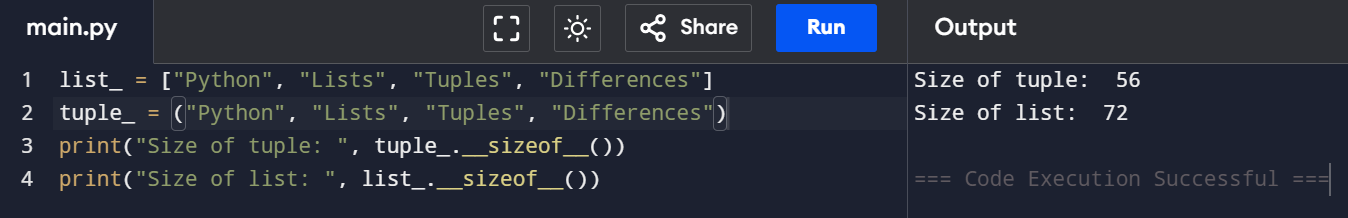 main.py
Share
Run
Output
1 list_ = ["Python", "Lists", "Tuples", "Differences"]
2 tuple_ = ("Python", "Lists", "Tuples", "Differences")
3 print("Size of tuple: ", tuple_.__sizeof__())
4 print("Size of list: ", list_.__sizeof__())
Size of tuple:  56
Size of list:  72
=== Code Execution Successful ===